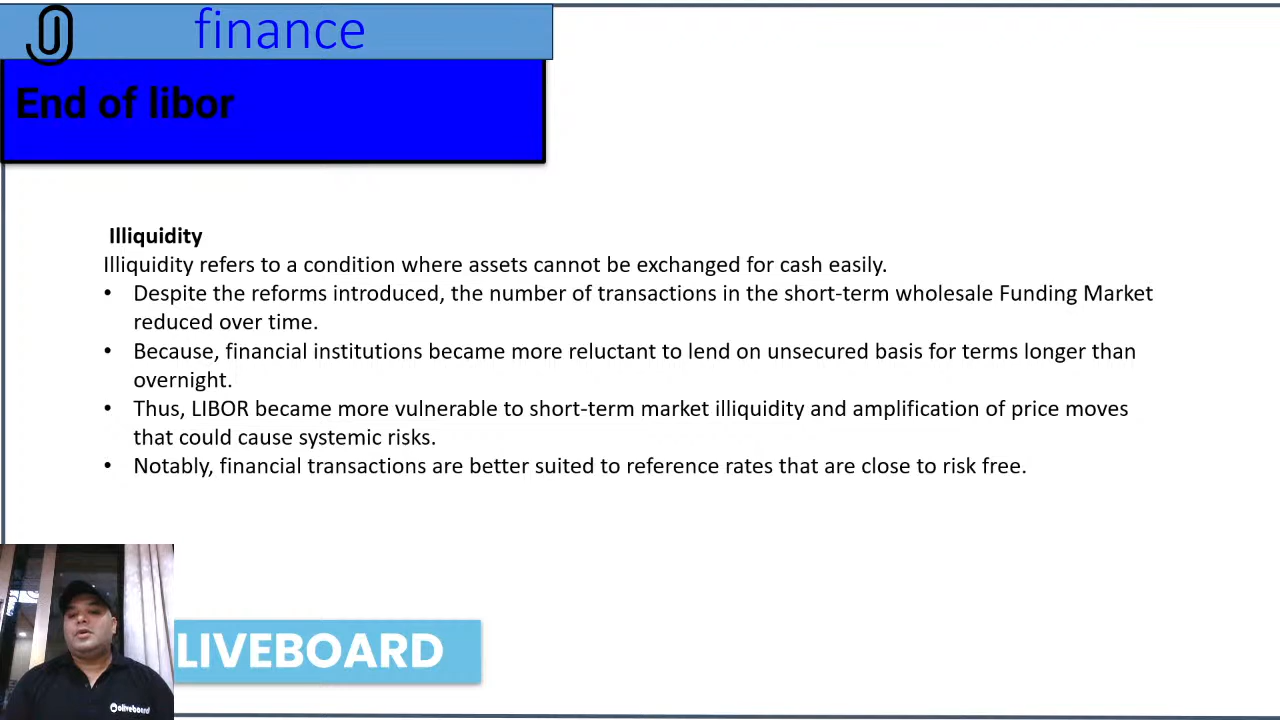 finance
End of libor
Illiquidity
Illiquidity refers to a condition where assets cannot be exchanged for cash easily.
• Despite the reforms introduced, the number of transactions in the short-term wholesale Funding Market
reduced over time.
• Because, financial institutions became more reluctant to lend on unsecured basis for terms longer than
overnight.
• Thus, LIBOR became more vulnerable to short-term market illiquidity and amplification of price moves
that could cause systemic risks.
• Notably, financial transactions are better suited to reference rates that are close to risk free.
LIVEBOARD
oliveboard